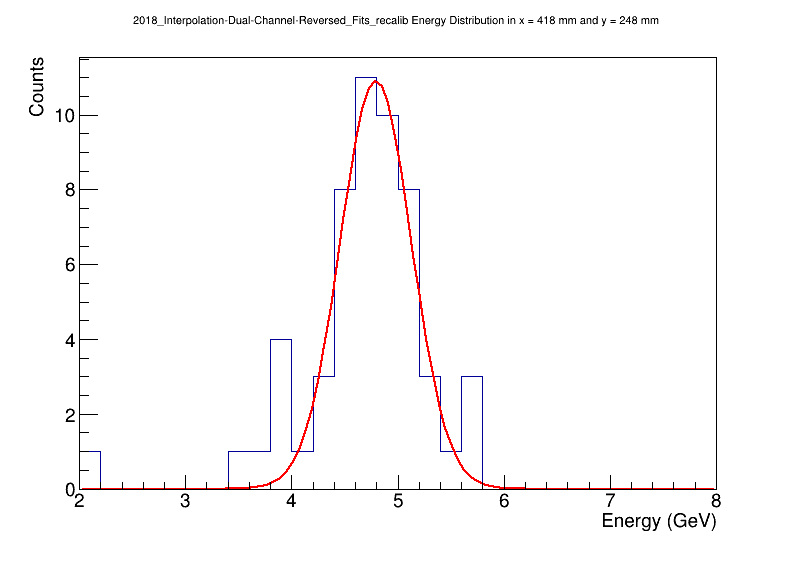 2018_Interpolation-Dual-Channel-Reversed_Fits_recalib Energy Distribution in x = 418 mm and y = 248 mm
Counts
10
8
6
4
2
0
2 3 4 5 6 7 8
Energy (GeV)